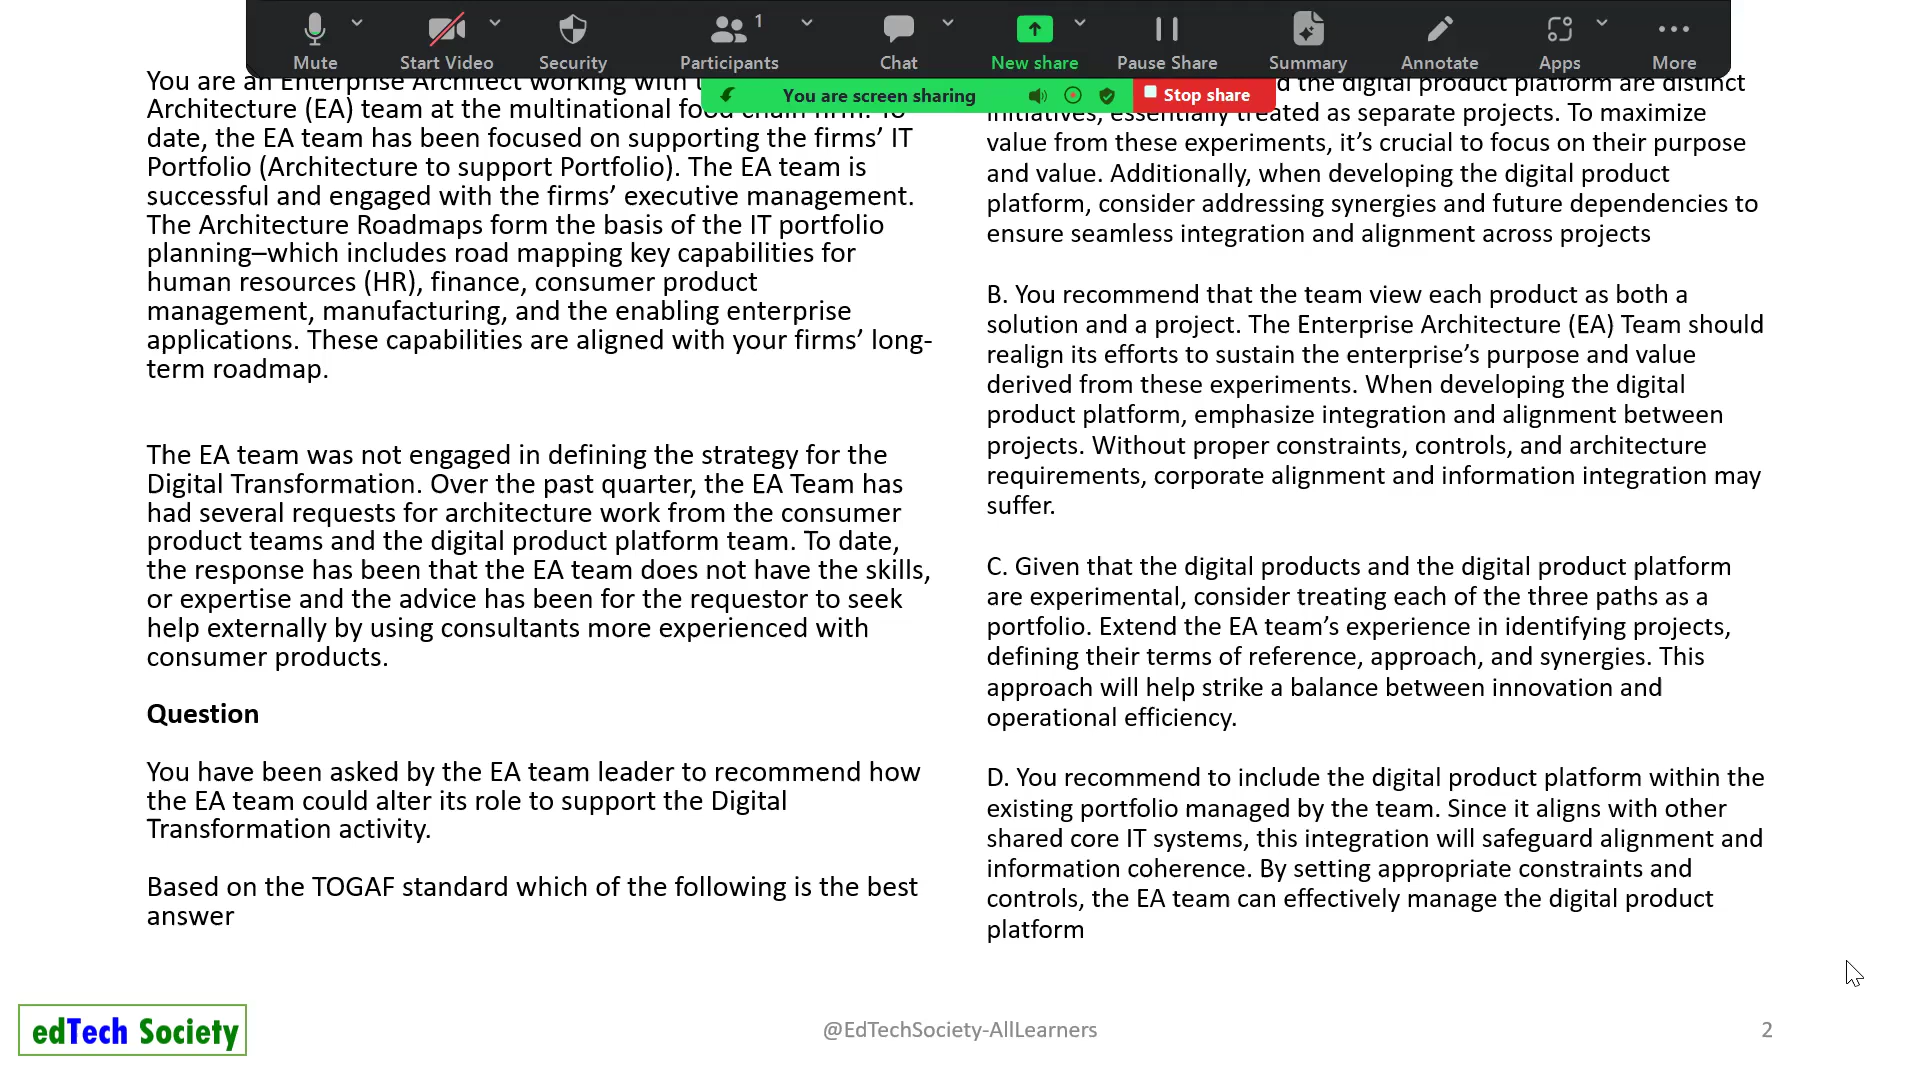 Mute
Start Video
Security
Participants
1
Chat
New share
Pause Share
Summary
Annotate
Apps
More
You are screen sharing
Stop share
You are an Enterprise Architect working with
Architecture (EA) team at the multinational food chain firm. To
date, the EA team has been focused on supporting the firms’ IT
Portfolio (Architecture to support Portfolio). The EA team is
successful and engaged with the firms’ executive management.
The Architecture Roadmaps form the basis of the IT portfolio
planning–which includes road mapping key capabilities for
human resources (HR), finance, consumer product
management, manufacturing, and the enabling enterprise
applications. These capabilities are aligned with your firms’ long-
term roadmap.
The EA team was not engaged in defining the strategy for the
Digital Transformation. Over the past quarter, the EA Team has
had several requests for architecture work from the consumer
product teams and the digital product platform team. To date,
the response has been that the EA team does not have the skills,
or expertise and the advice has been for the requestor to seek
help externally by using consultants more experienced with
consumer products.
Question
You have been asked by the EA team leader to recommend how
the EA team could alter its role to support the Digital
Transformation activity.
Based on the TOGAF standard which of the following is the best
answer
d the digital product platform are distinct
initiatives, essentially treated as separate projects. To maximize
value from these experiments, it’s crucial to focus on their purpose
and value. Additionally, when developing the digital product
platform, consider addressing synergies and future dependencies to
ensure seamless integration and alignment across projects
B. You recommend that the team view each product as both a
solution and a project. The Enterprise Architecture (EA) Team should
realign its efforts to sustain the enterprise’s purpose and value
derived from these experiments. When developing the digital
product platform, emphasize integration and alignment between
projects. Without proper constraints, controls, and architecture
requirements, corporate alignment and information integration may
suffer.
C. Given that the digital products and the digital product platform
are experimental, consider treating each of the three paths as a
portfolio. Extend the EA team’s experience in identifying projects,
defining their terms of reference, approach, and synergies. This
approach will help strike a balance between innovation and
operational efficiency.
D. You recommend to include the digital product platform within the
existing portfolio managed by the team. Since it aligns with other
shared core IT systems, this integration will safeguard alignment and
information coherence. By setting appropriate constraints and
controls, the EA team can effectively manage the digital product
platform
edTech Society
@EdTechSociety-AllLearners
2